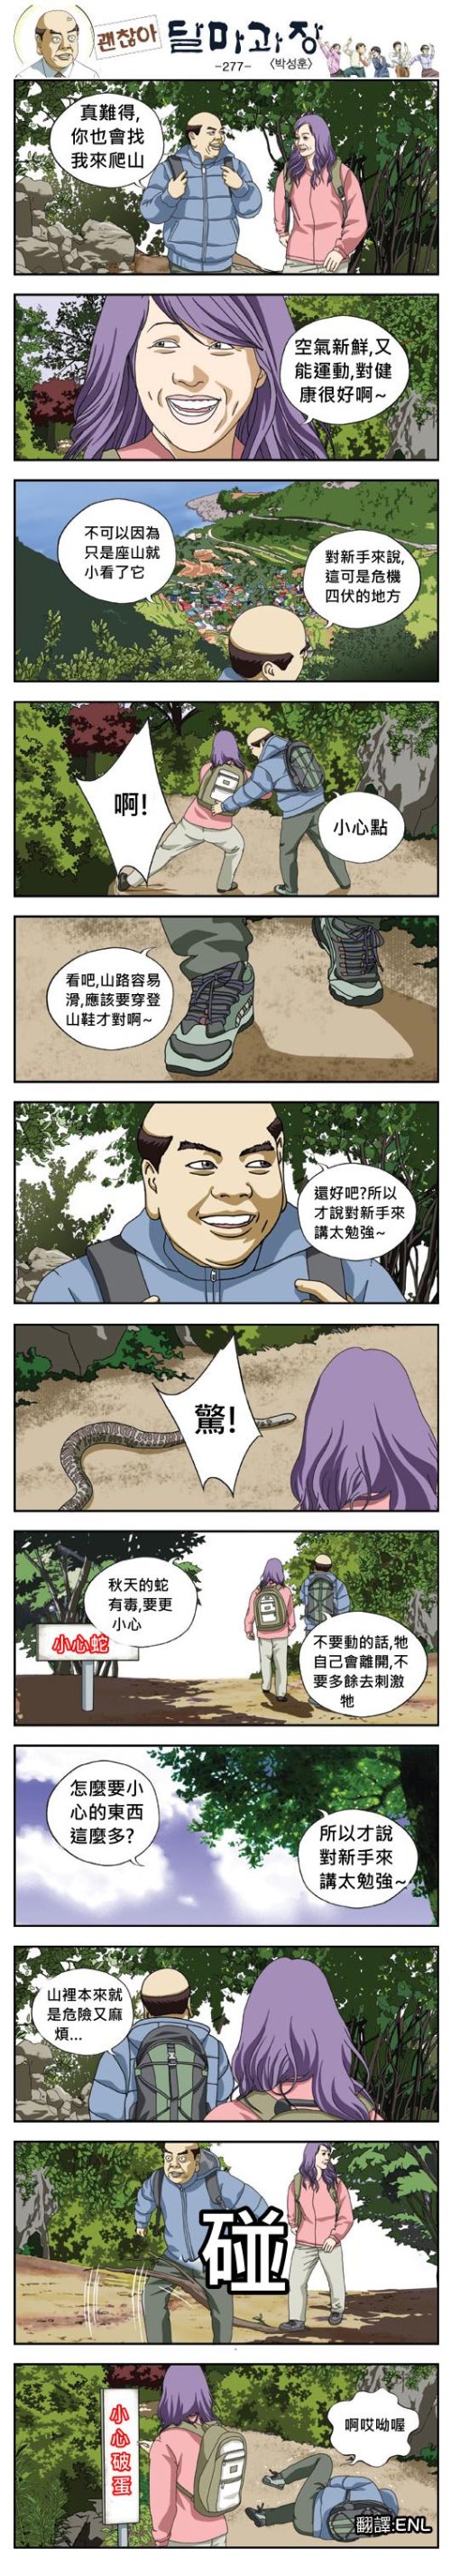 괜찮아 달마과장
-277- <박성훈>
真難得,
你也會找
我來爬山
空氣新鮮,又
能運動,對健
康很好啊~
不可以因為
只是座山就
小看了它
對新手來說,
這可是危機
四伏的地方
啊!
小心點
看吧,山路容易
滑,應該要穿登
山鞋才對啊~
還好吧?所以
才說對新手來
講太勉強~
驚!
秋天的蛇
有毒,要更
小心
小心蛇
不要動的話,牠
自己會離開,不
要多餘去刺激
牠
怎麼要小
心的東西
這麼多?
所以才說
對新手來
講太勉強~
山裡本來就
是危險又麻
煩...
碰
小心破蛋
啊哎呦喔
翻譯:ENL